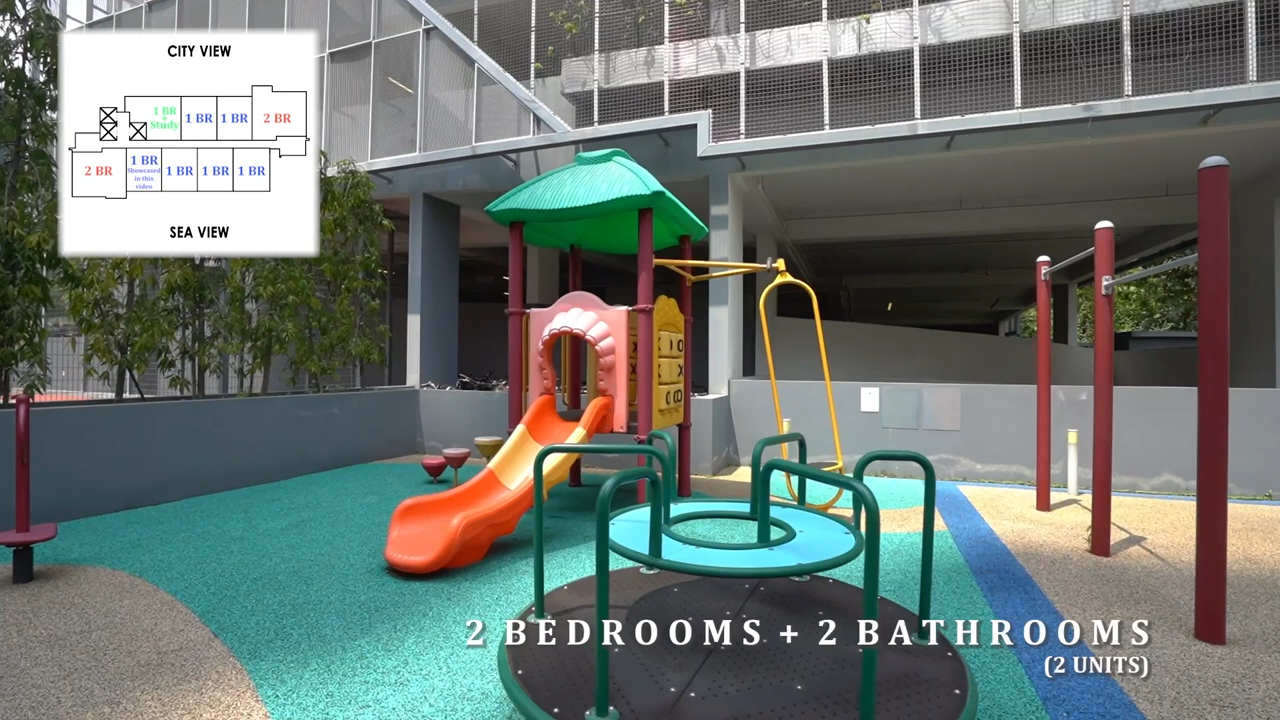 CITY VIEW
1 BR
+
Study
1 BR
1 BR
2 BR
2 BR
1 BR
Showcased
in this
video
1 BR
1 BR
1 BR
SEA VIEW
2 BEDROOMS + 2 BATHROOMS
(2 UNITS)